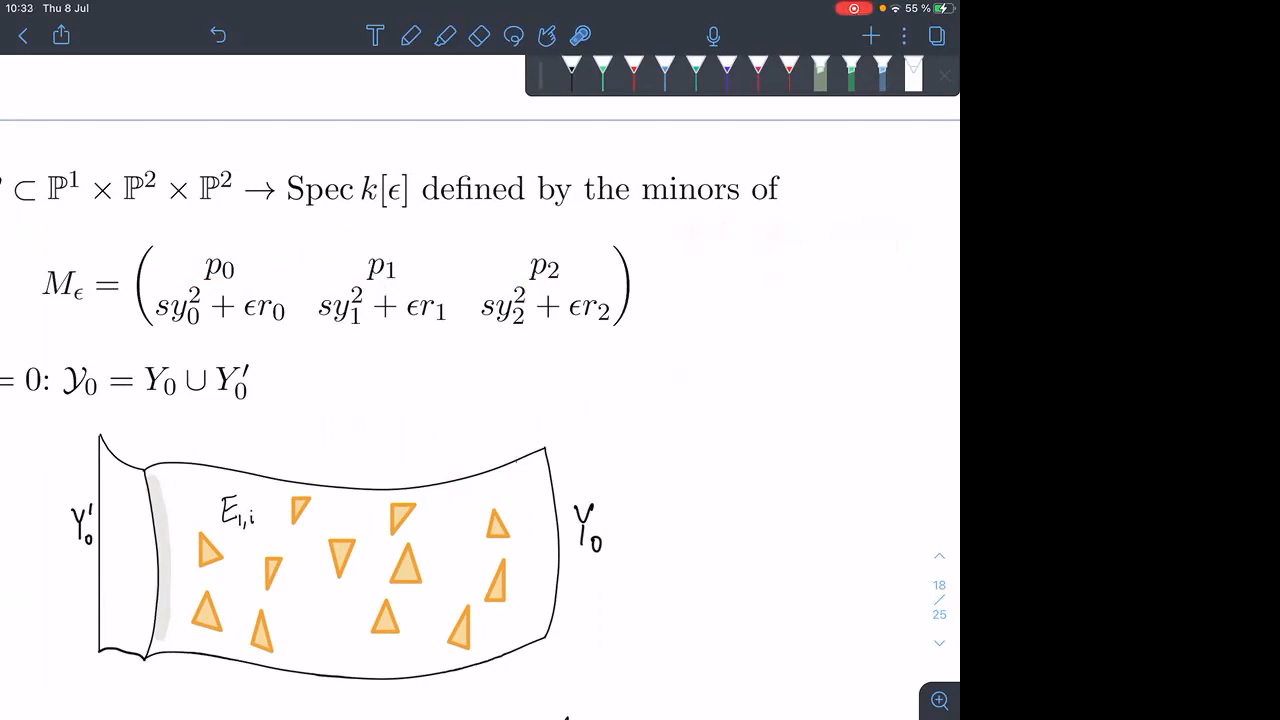 10:33 Thu 8 Jul
55 %
T
⊂ ℙ¹ × ℙ² × ℙ² → Spec k[ϵ] defined by the minors of
M_ϵ = ( p₀ p₁ p₂
sy₀² + ϵr₀ sy₁² + ϵr₁ sy₂² + ϵr₂ )
= 0: 𝒴₀ = Y₀ ∪ Y₀′
E₁,ᵢ
Y₀′
Y₀
18
/
25